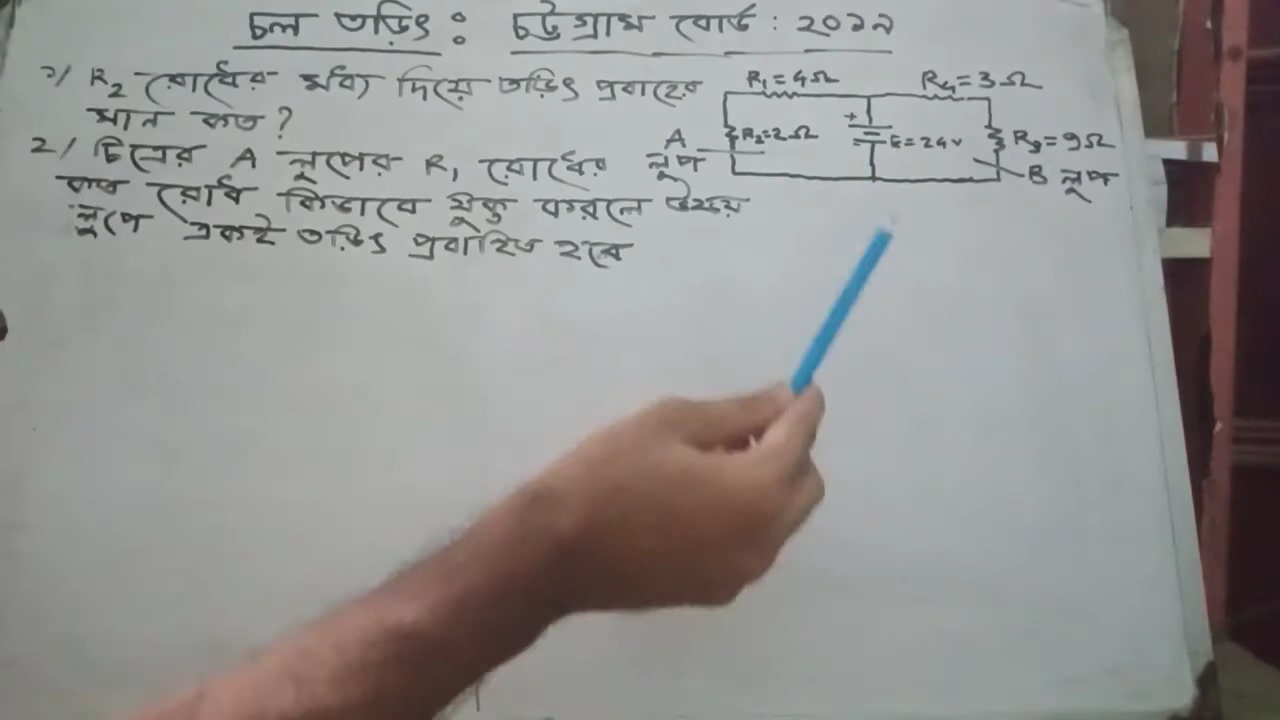 চল তড়িৎ : চট্টগ্রাম বোর্ড : ২০১৯
১/ R₂ রোধের মধ্য দিয়ে তড়িৎ প্রবাহের
মান কত?
২/ চিত্রের A লুপের R₁ রোধের
কত রোধ কিভাবে যুক্ত করলে উভয়
লুপে একই তড়িৎ প্রবাহিত হবে
R₁=4Ω
R₄=3Ω
A
লুপ
R₂=2Ω
+
E=24v
R₃=9Ω
B লুপ